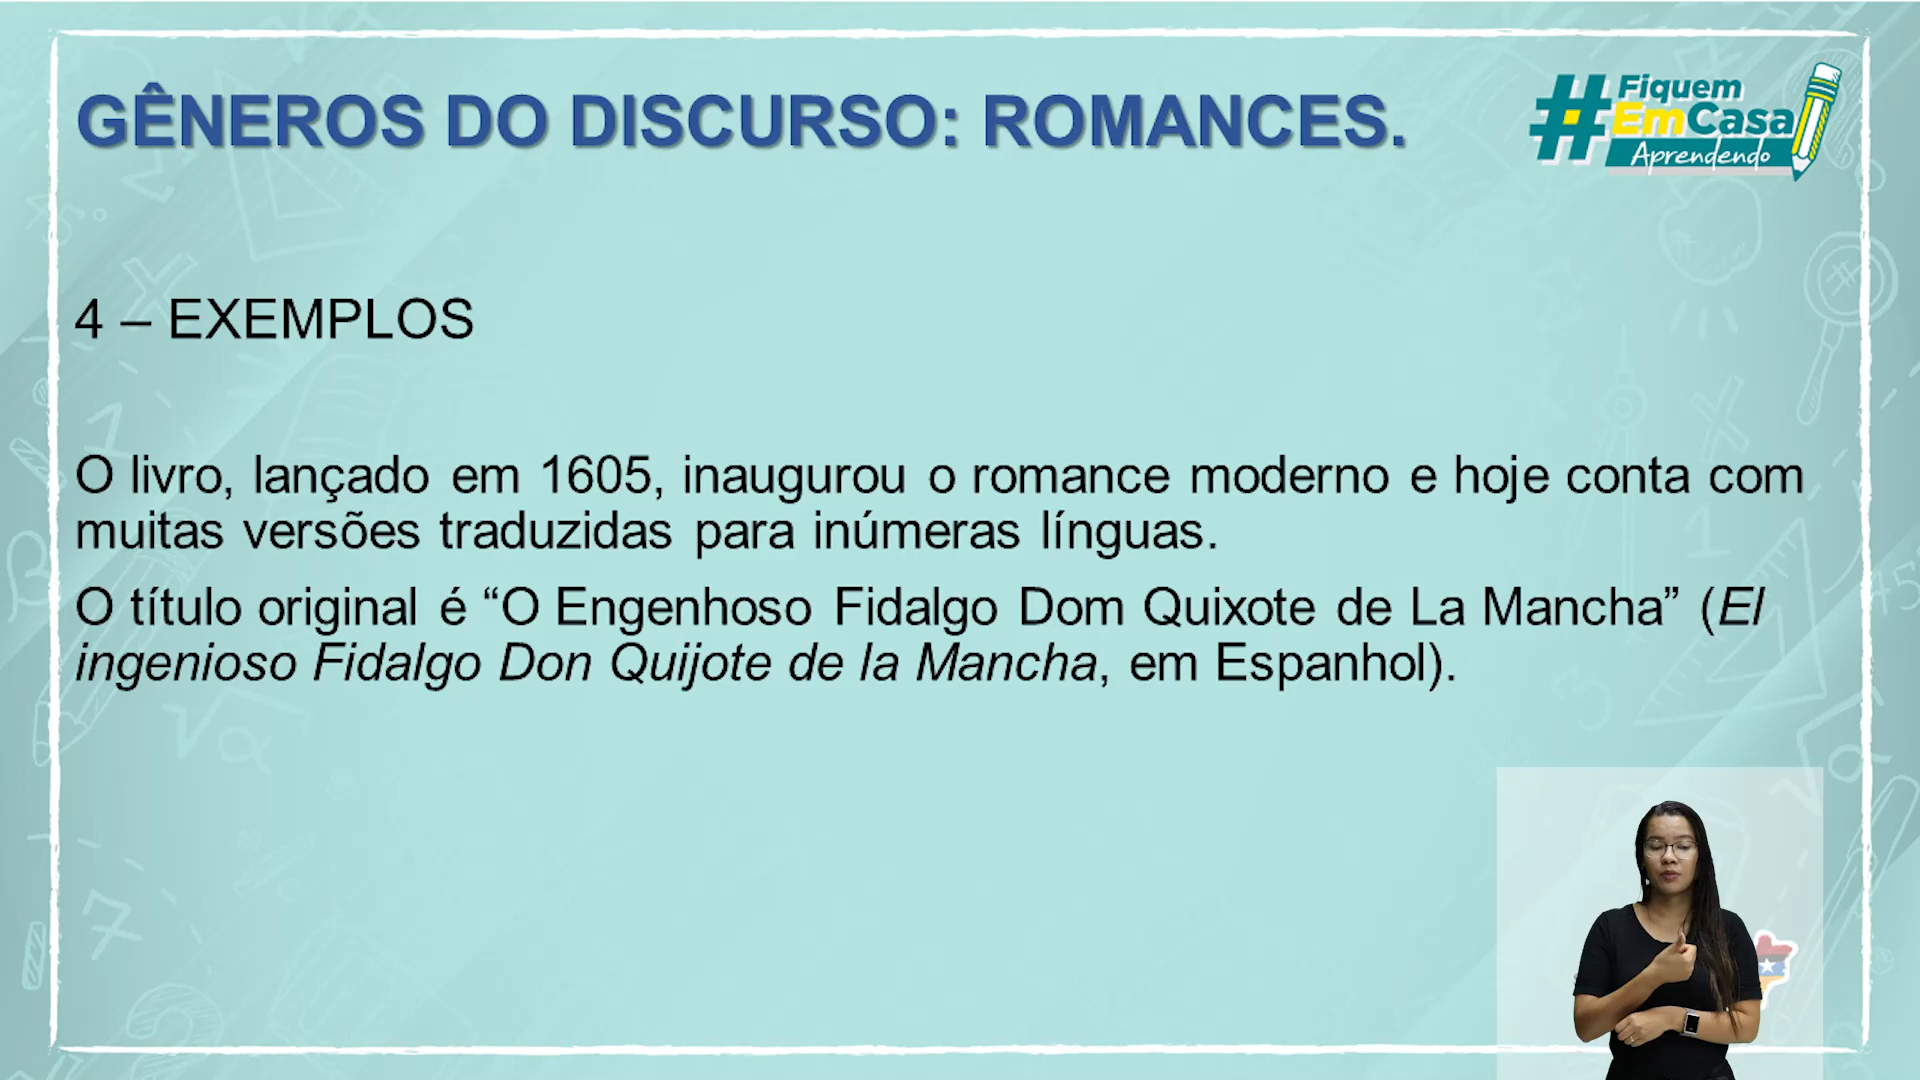 GÊNEROS DO DISCURSO: ROMANCES.
#Fiquem
EmCasa
Aprendendo
4 – EXEMPLOS
O livro, lançado em 1605, inaugurou o romance moderno e hoje conta com
muitas versões traduzidas para inúmeras línguas.
O título original é “O Engenhoso Fidalgo Dom Quixote de La Mancha” (El
ingenioso Fidalgo Don Quijote de la Mancha, em Espanhol).